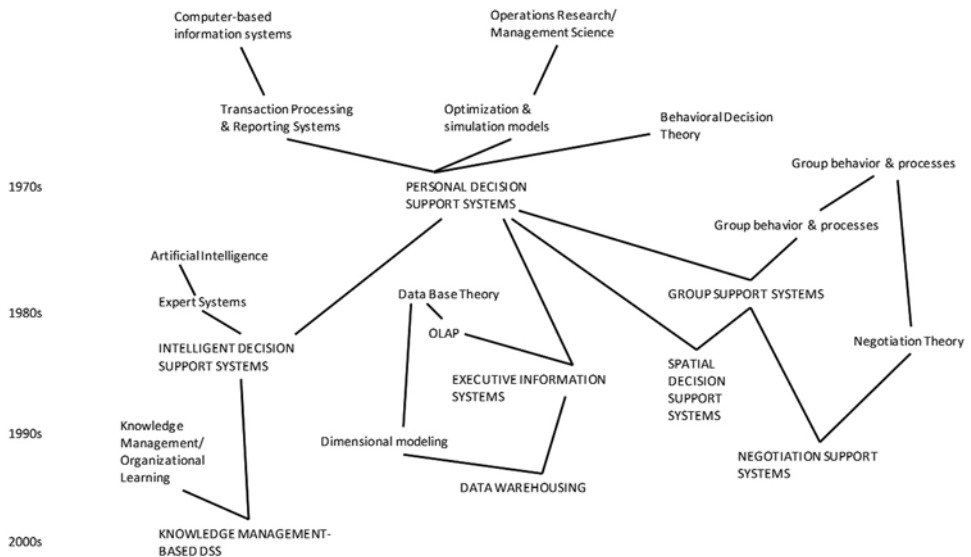 Computer-based
information systems
Operations Research/
Management Science
Transaction Processing
& Reporting Systems
Optimization &
simulation models
Behavioral Decision
Theory
Group behavior & processes
1970s
PERSONAL DECISION
SUPPORT SYSTEMS
Group behavior & processes
Artificial Intelligence
Expert Systems
Data Base Theory
GROUP SUPPORT SYSTEMS
1980s
OLAP
Negotiation Theory
INTELLIGENT DECISION
SUPPORT SYSTEMS
SPATIAL
DECISION
SUPPORT
SYSTEMS
EXECUTIVE INFORMATION
SYSTEMS
1990s
Knowledge
Management/
Organizational
Learning
Dimensional modeling
NEGOTIATION SUPPORT
SYSTEMS
DATA WAREHOUSING
KNOWLEDGE MANAGEMENT-
BASED DSS
2000s